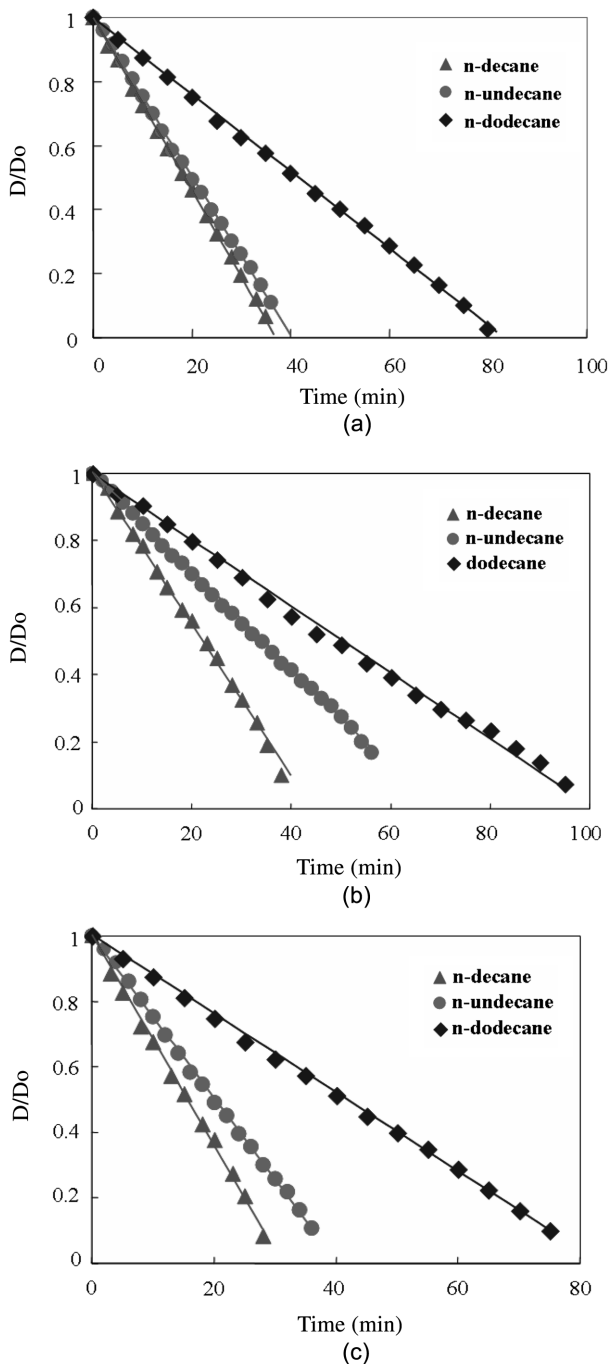 1
0.8
0.6
0.4
0.2
0
D/Do
n-decane
n-undecane
n-dodecane
0 20 40 60 80 100
Time (min)
(a)
1
0.8
0.6
0.4
0.2
0
D/Do
n-decane
n-undecane
dodecane
0 20 40 60 80 100
Time (min)
(b)
1
0.8
0.6
0.4
0.2
0
D/Do
n-decane
n-undecane
n-dodecane
0 20 40 60 80
Time (min)
(c)